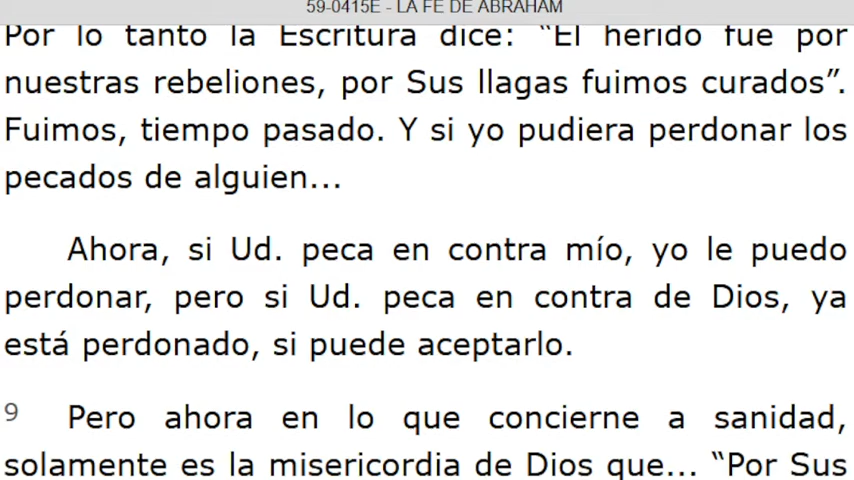 59-0415E - LA FE DE ABRAHAM
Por lo tanto la Escritura dice: “El herido fue por
nuestras rebeliones, por Sus llagas fuimos curados”.
Fuimos, tiempo pasado. Y si yo pudiera perdonar los
pecados de alguien...
Ahora, si Ud. peca en contra mío, yo le puedo
perdonar, pero si Ud. peca en contra de Dios, ya
está perdonado, si puede aceptarlo.
9 Pero ahora en lo que concierne a sanidad,
solamente es la misericordia de Dios que... “Por Sus